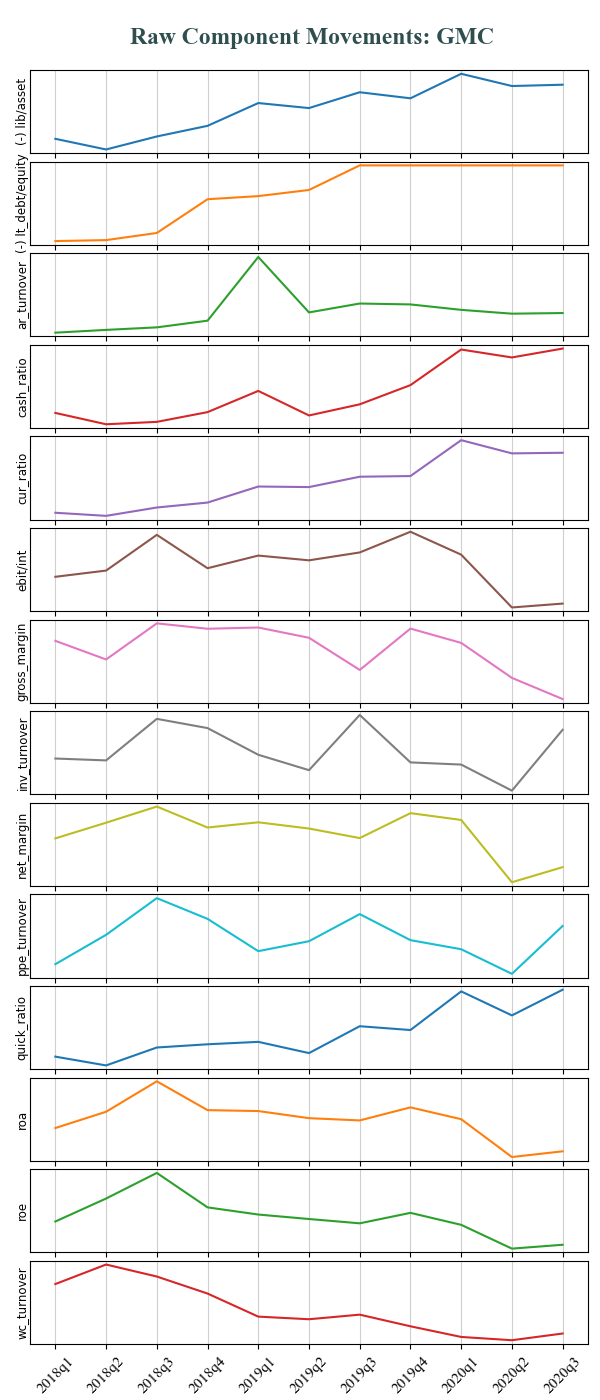 Raw Component Movements: GMC
(-) lib/asset
(-) lt_debt/equity
ar_turnover
cash_ratio
cur_ratio
ebit/int
gross_margin
inv_turnover
net_margin
ppe_turnover
quick_ratio
roa
roe
wc_turnover
2018q1 2018q2 2018q3 2018q4 2019q1 2019q2 2019q3 2019q4 2020q1 2020q2 2020q3